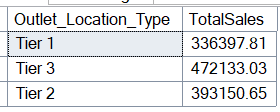 Outlet_Location_Type TotalSales
Tier 1 336397.81
Tier 3 472133.03
Tier 2 393150.65